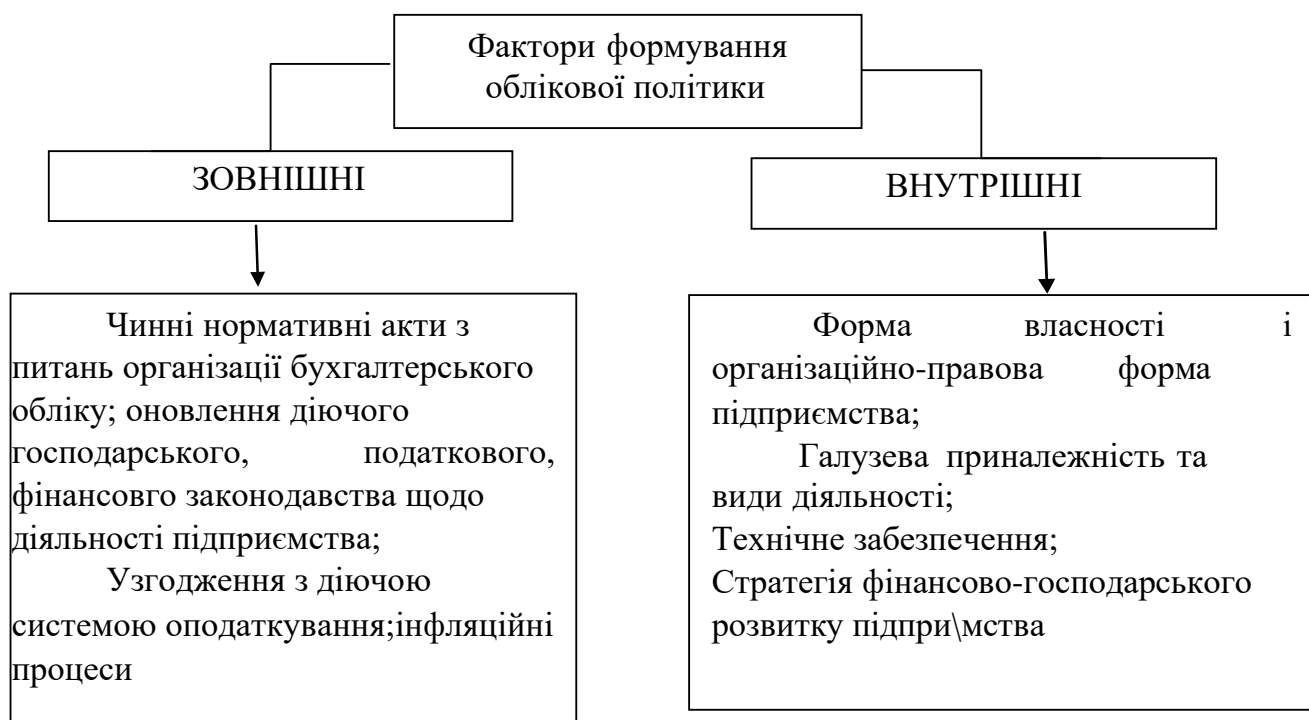 Фактори формування
облікової політики
ЗОВНІШНІ
ВНУТРІШНІ
Чинні нормативні акти з
питань організації бухгалтерського
обліку; оновлення діючого
господарського, податкового,
фінансовго законодавства щодо
діяльності підприємства;
Узгодження з діючою
системою оподаткування;інфляційні
процеси
Форма власності і
організаційно-правова форма
підприємства;
Галузева приналежність та
види діяльності;
Технічне забезпечення;
Стратегія фінансово-господарського
розвитку підпри\мства